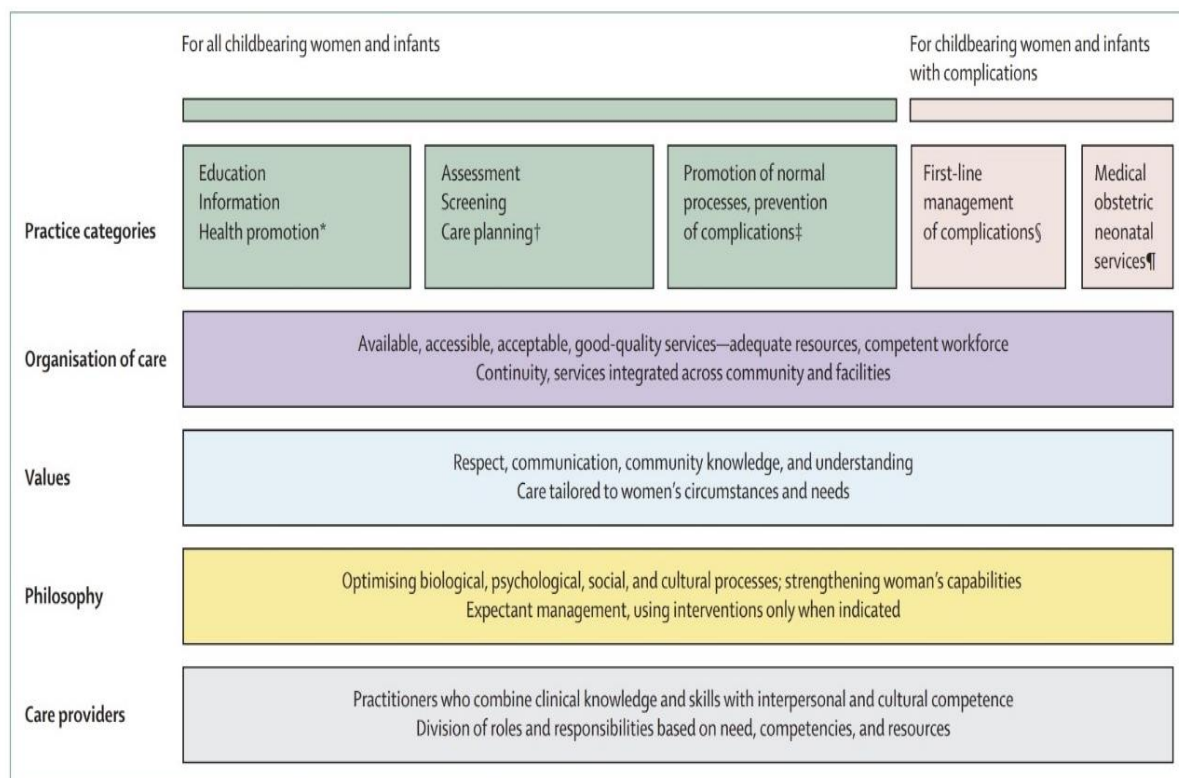 For all childbearing women and infants
For childbearing women and infants
with complications
Practice categories
Education
Information
Health promotion*
Assessment
Screening
Care planning†
Promotion of normal
processes, prevention
of complications‡
First-line
management
of complications§
Medical
obstetric
neonatal
services¶
Organisation of care
Available, accessible, acceptable, good-quality services—adequate resources, competent workforce
Continuity, services integrated across community and facilities
Values
Respect, communication, community knowledge, and understanding
Care tailored to women's circumstances and needs
Philosophy
Optimising biological, psychological, social, and cultural processes; strengthening woman's capabilities
Expectant management, using interventions only when indicated
Care providers
Practitioners who combine clinical knowledge and skills with interpersonal and cultural competence
Division of roles and responsibilities based on need, competencies, and resources